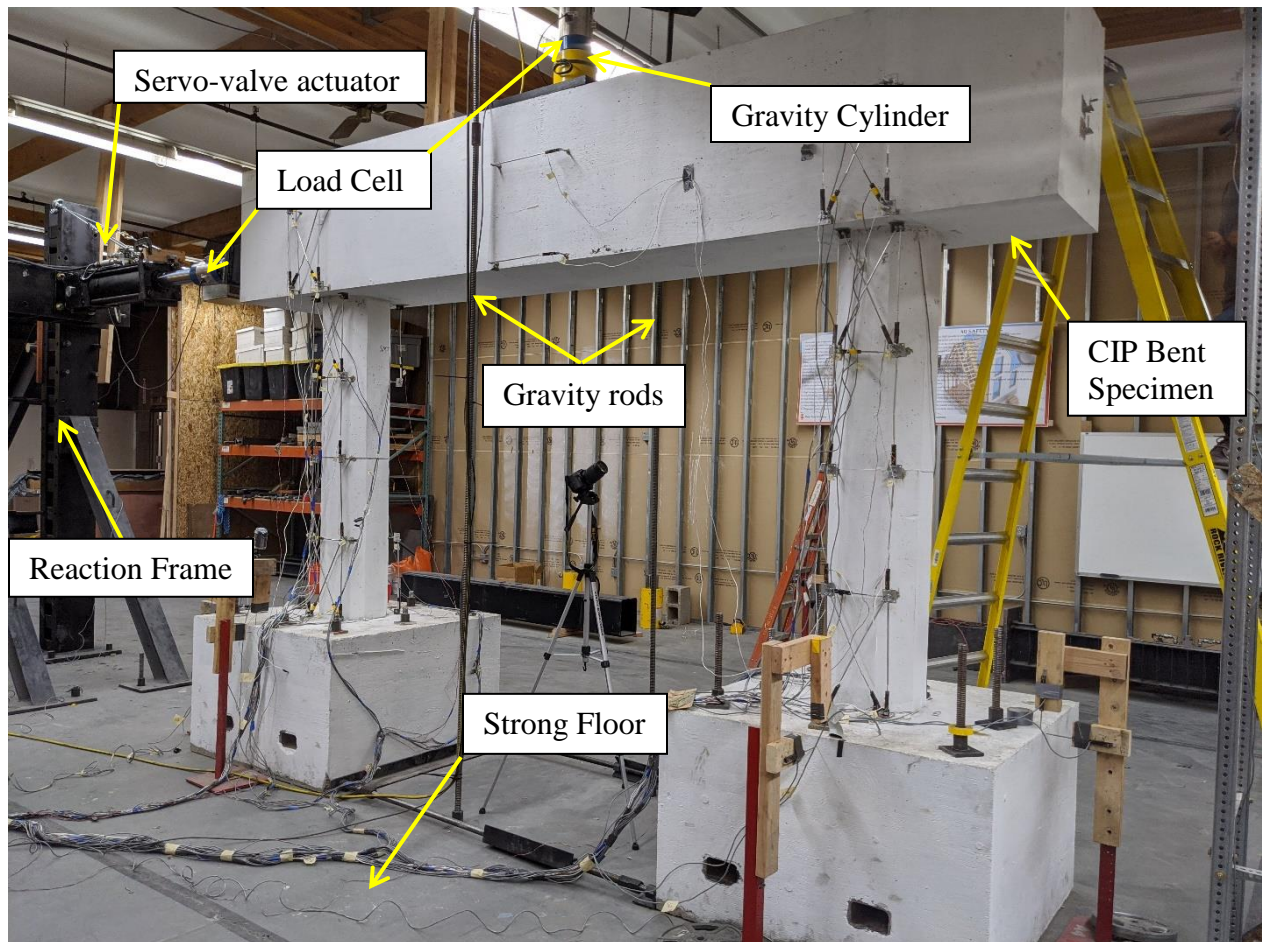 Servo-valve actuator
Gravity Cylinder
Load Cell
CIP Bent
Specimen
Gravity rods
Reaction Frame
Strong Floor